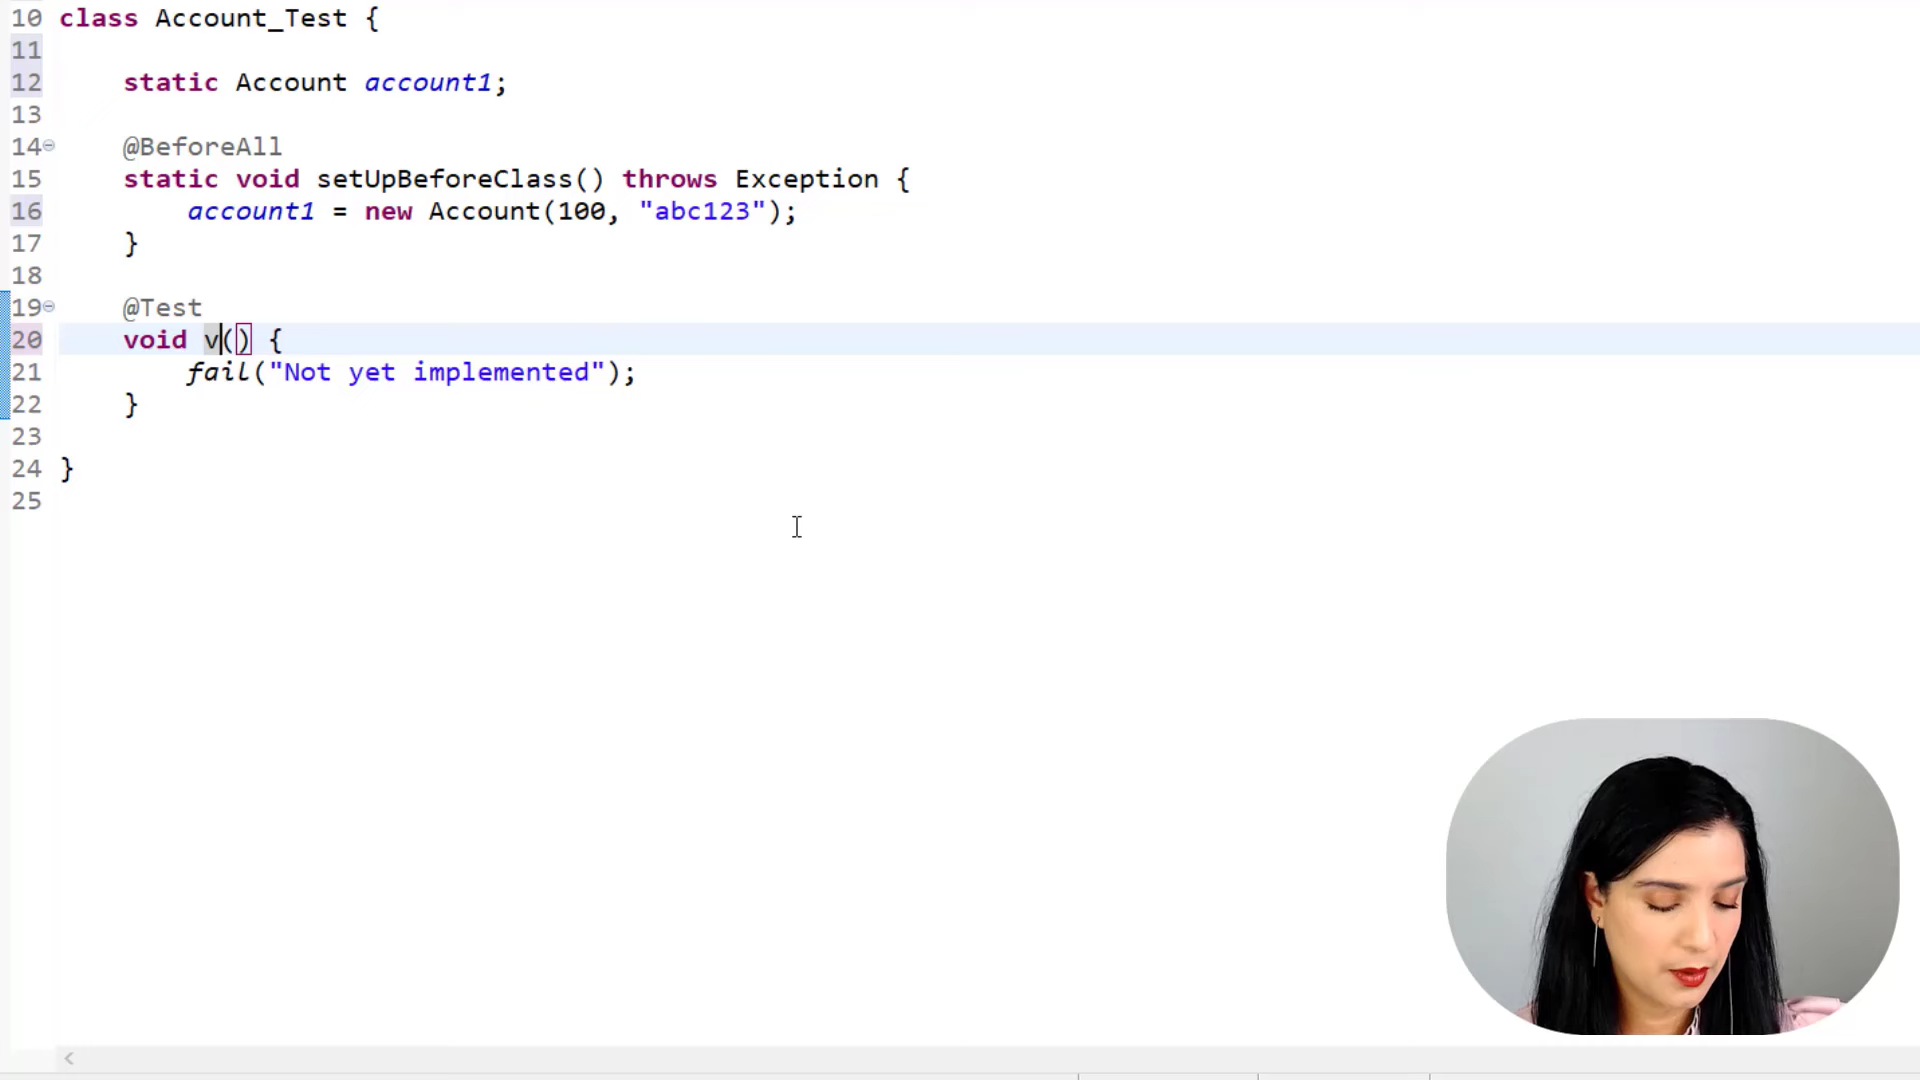 10 class Account_Test {
11
12 static Account account1;
13
14 @BeforeAll
15 static void setUpBeforeClass() throws Exception {
16 account1 = new Account(100, "abc123");
17 }
18
19 @Test
20 void v() {
21 fail("Not yet implemented");
22 }
23
24 }
25